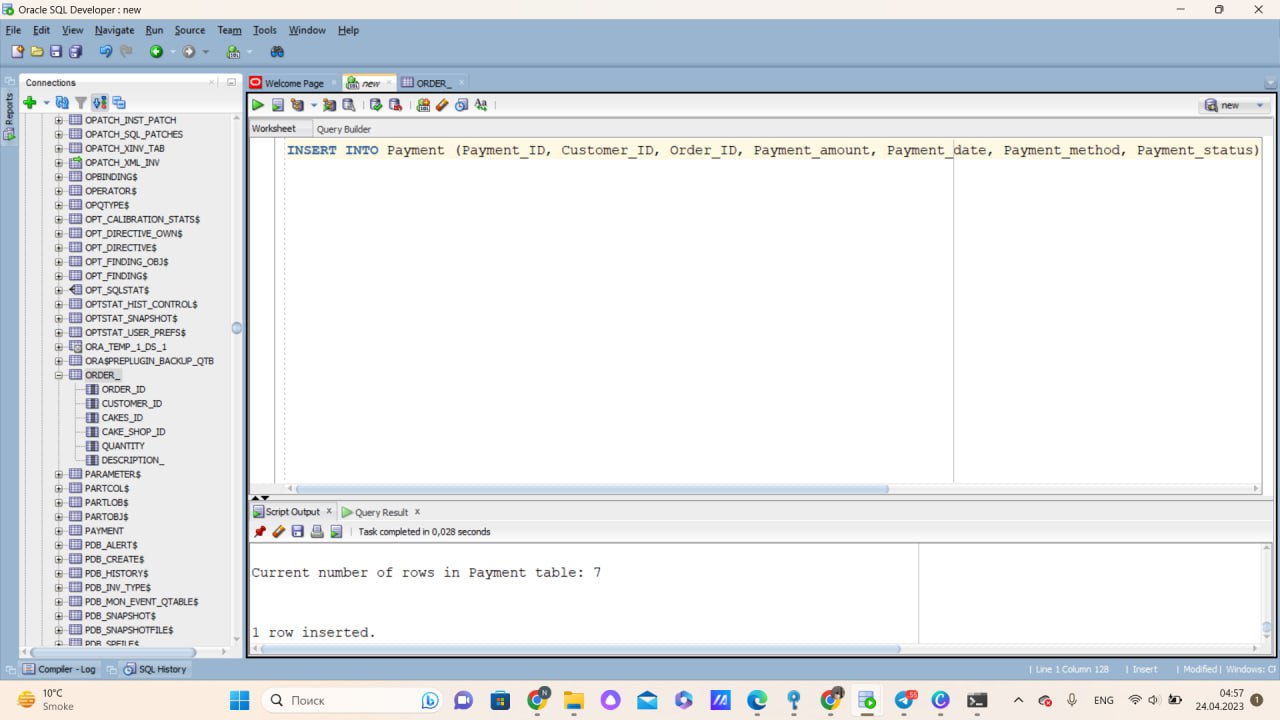 Oracle SQL Developer : new
File Edit View Navigate Run Source Team Tools Window Help
Connections
Reports
OPATCH_INST_PATCH
OPATCH_SQL_PATCHES
OPATCH_XINV_TAB
OPATCH_XML_INV
OPBINDING$
OPERATOR$
OPQTYPE$
OPT_CALIBRATION_STATS$
OPT_DIRECTIVE_OWN$
OPT_DIRECTIVE$
OPT_FINDING_OBJ$
OPT_FINDING$
OPT_SQLSTAT$
OPTSTAT_HIST_CONTROL$
OPTSTAT_SNAPSHOT$
OPTSTAT_USER_PREFS$
ORA_TEMP_1_DS_1
ORA$PREPLUGIN_BACKUP_QTB
ORDER_
ORDER_ID
CUSTOMER_ID
CAKES_ID
CAKE_SHOP_ID
QUANTITY
DESCRIPTION_
PARAMETER$
PARTCOL$
PARTLOB$
PARTOBJ$
PAYMENT
PDB_ALERT$
PDB_CREATE$
PDB_HISTORY$
PDB_INV_TYPE$
PDB_MON_EVENT_QTABLE$
PDB_SNAPSHOT$
PDB_SNAPSHOTFILE$
PDB_SPFILE$
Welcome Page new ORDER_
new
Worksheet Query Builder
INSERT INTO Payment (Payment_ID, Customer_ID, Order_ID, Payment_amount, Payment_date, Payment_method, Payment_status)
Script Output Query Result
Task completed in 0,028 seconds
Current number of rows in Payment table: 7
1 row inserted.
Compiler - Log SQL History
Line 1 Column 128 Insert Modified Windows:
10°C
Smoke
Поиск
55
ENG
04:57
24.04.2023